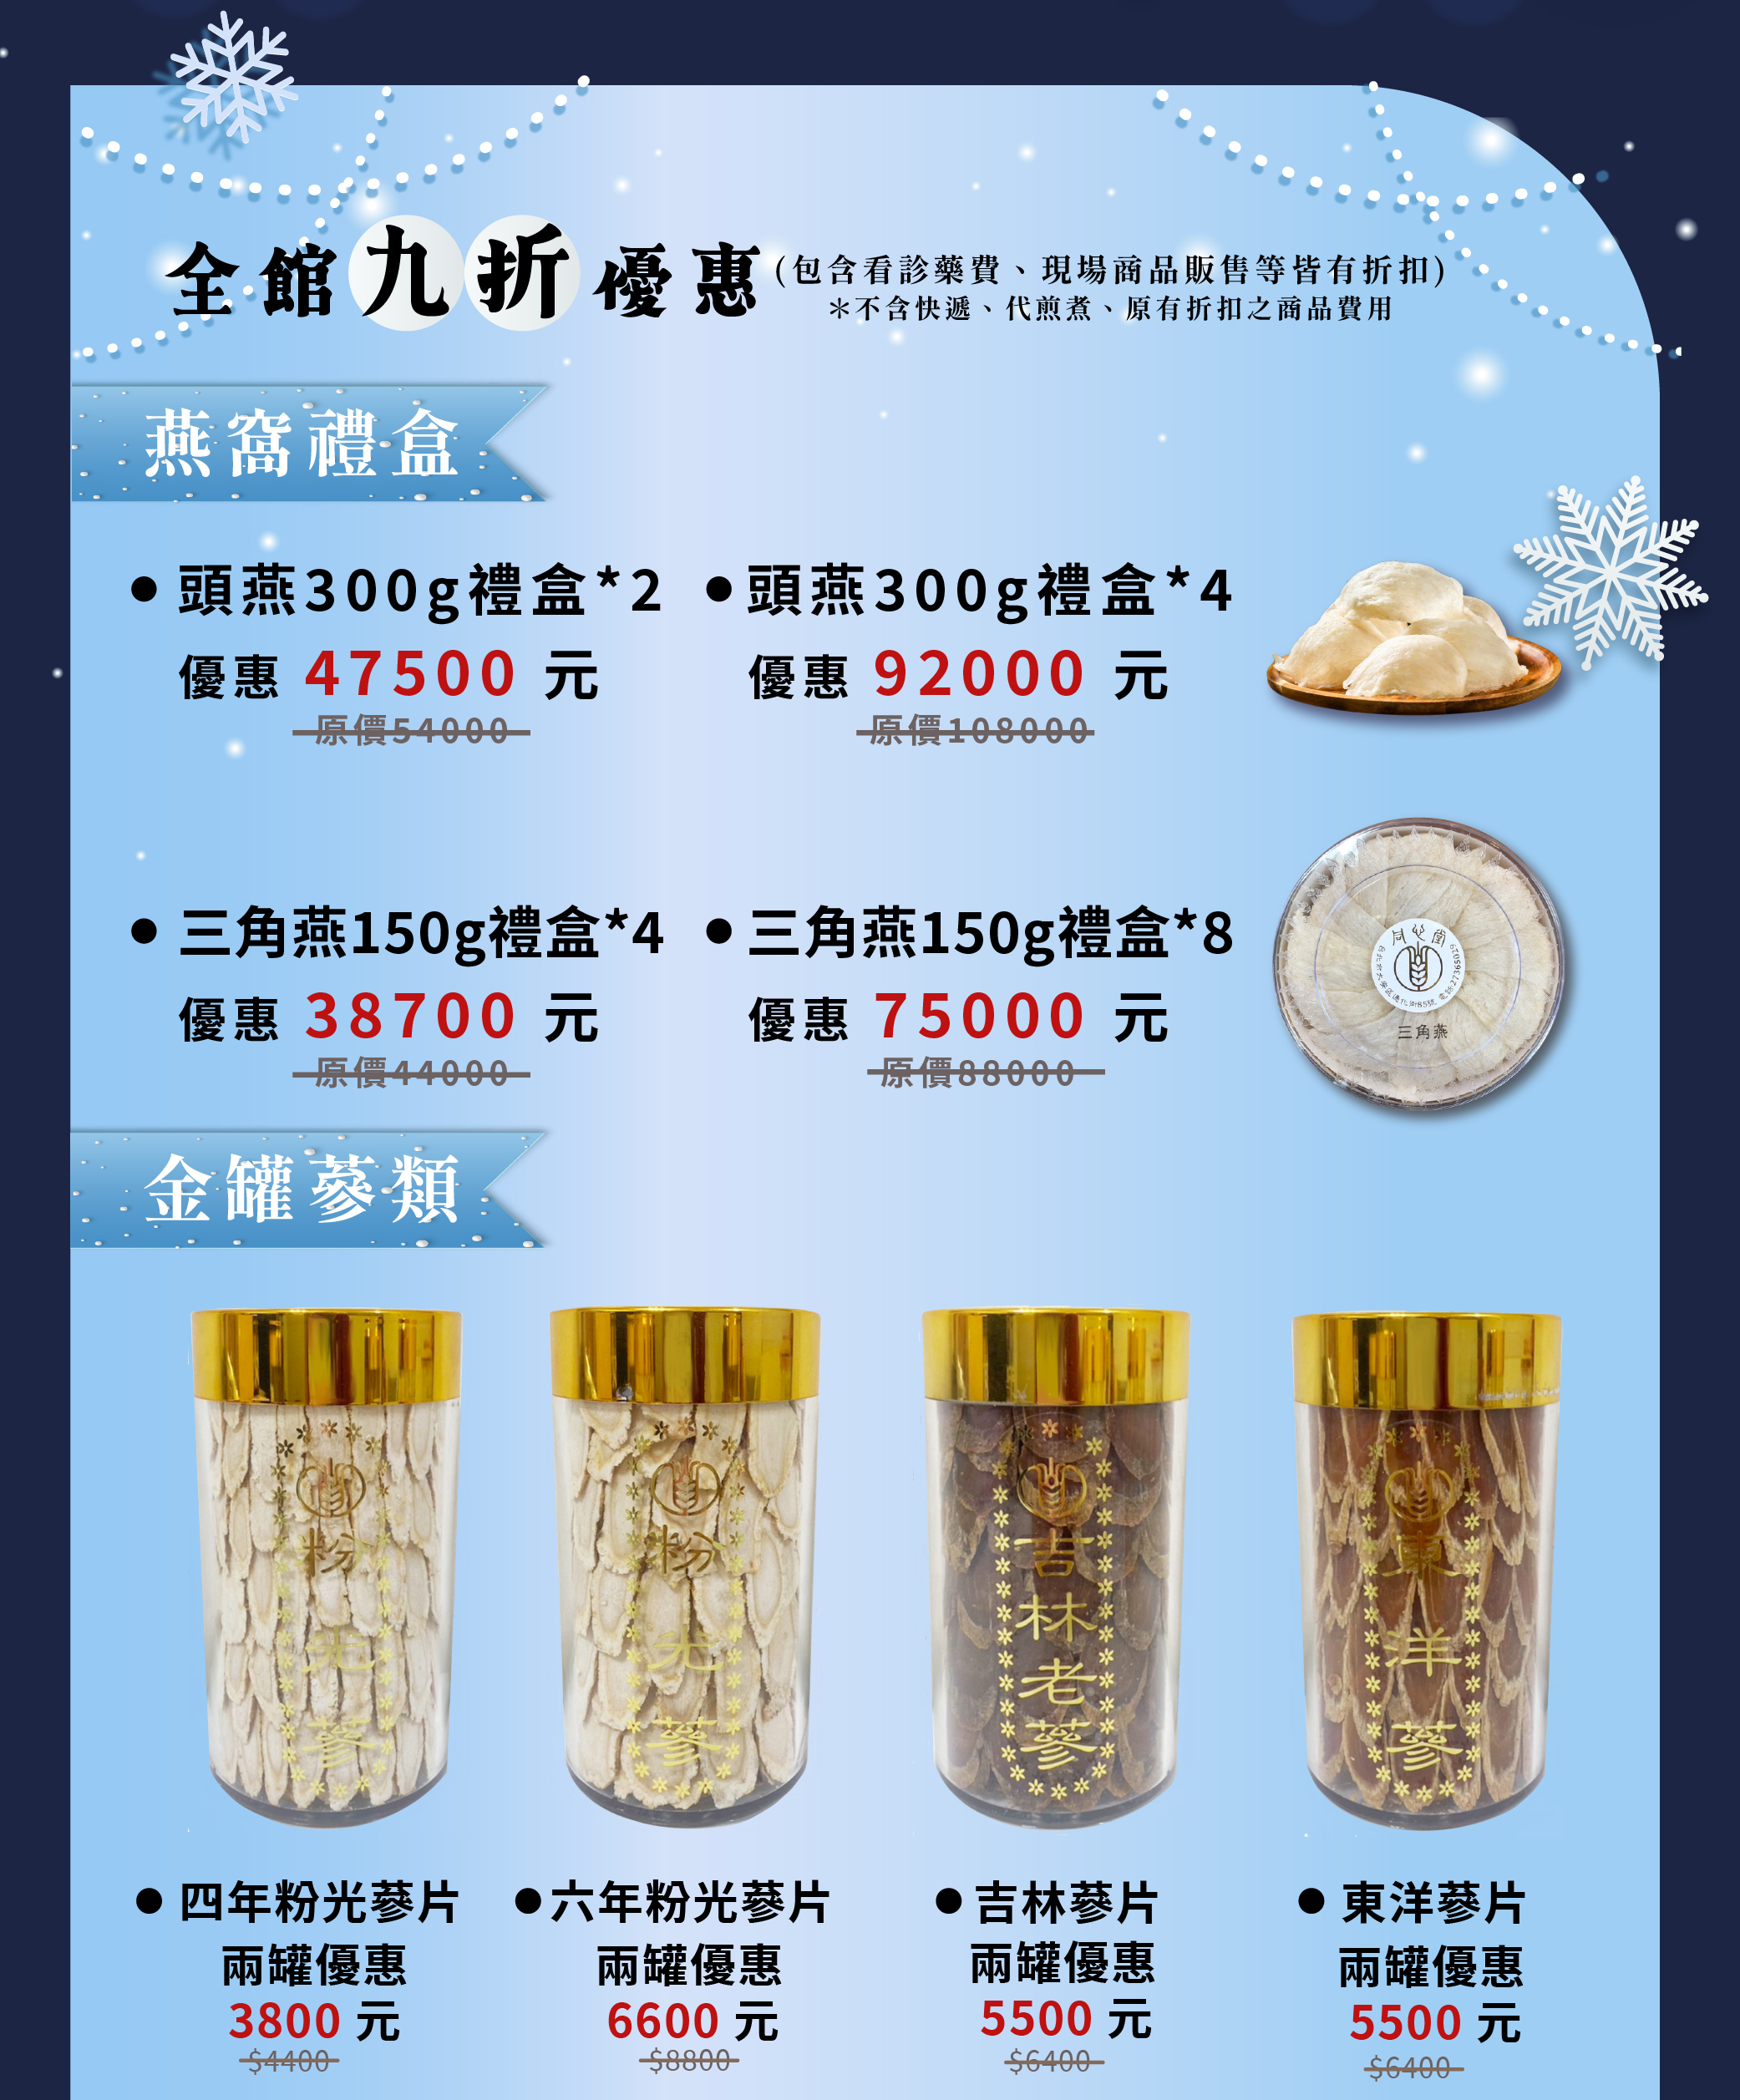 全館九折優惠(包含看診藥費、現場商品販售等皆有折扣)
＊不含快遞、代煎煮、原有折扣之商品費用
燕窩禮盒
● 頭燕300g禮盒*2
優惠 47500 元
原價54000
● 頭燕300g禮盒*4
優惠 92000 元
原價108000
● 三角燕150g禮盒*4
優惠 38700 元
原價44000
● 三角燕150g禮盒*8
優惠 75000 元
原價88000
三角燕
金罐蔘類
粉光蔘
粉光蔘
吉林老蔘
東洋蔘
● 四年粉光蔘片
兩罐優惠
3800 元
$4400
● 六年粉光蔘片
兩罐優惠
6600 元
$8800
● 吉林蔘片
兩罐優惠
5500 元
$6400
● 東洋蔘片
兩罐優惠
5500 元
$6400